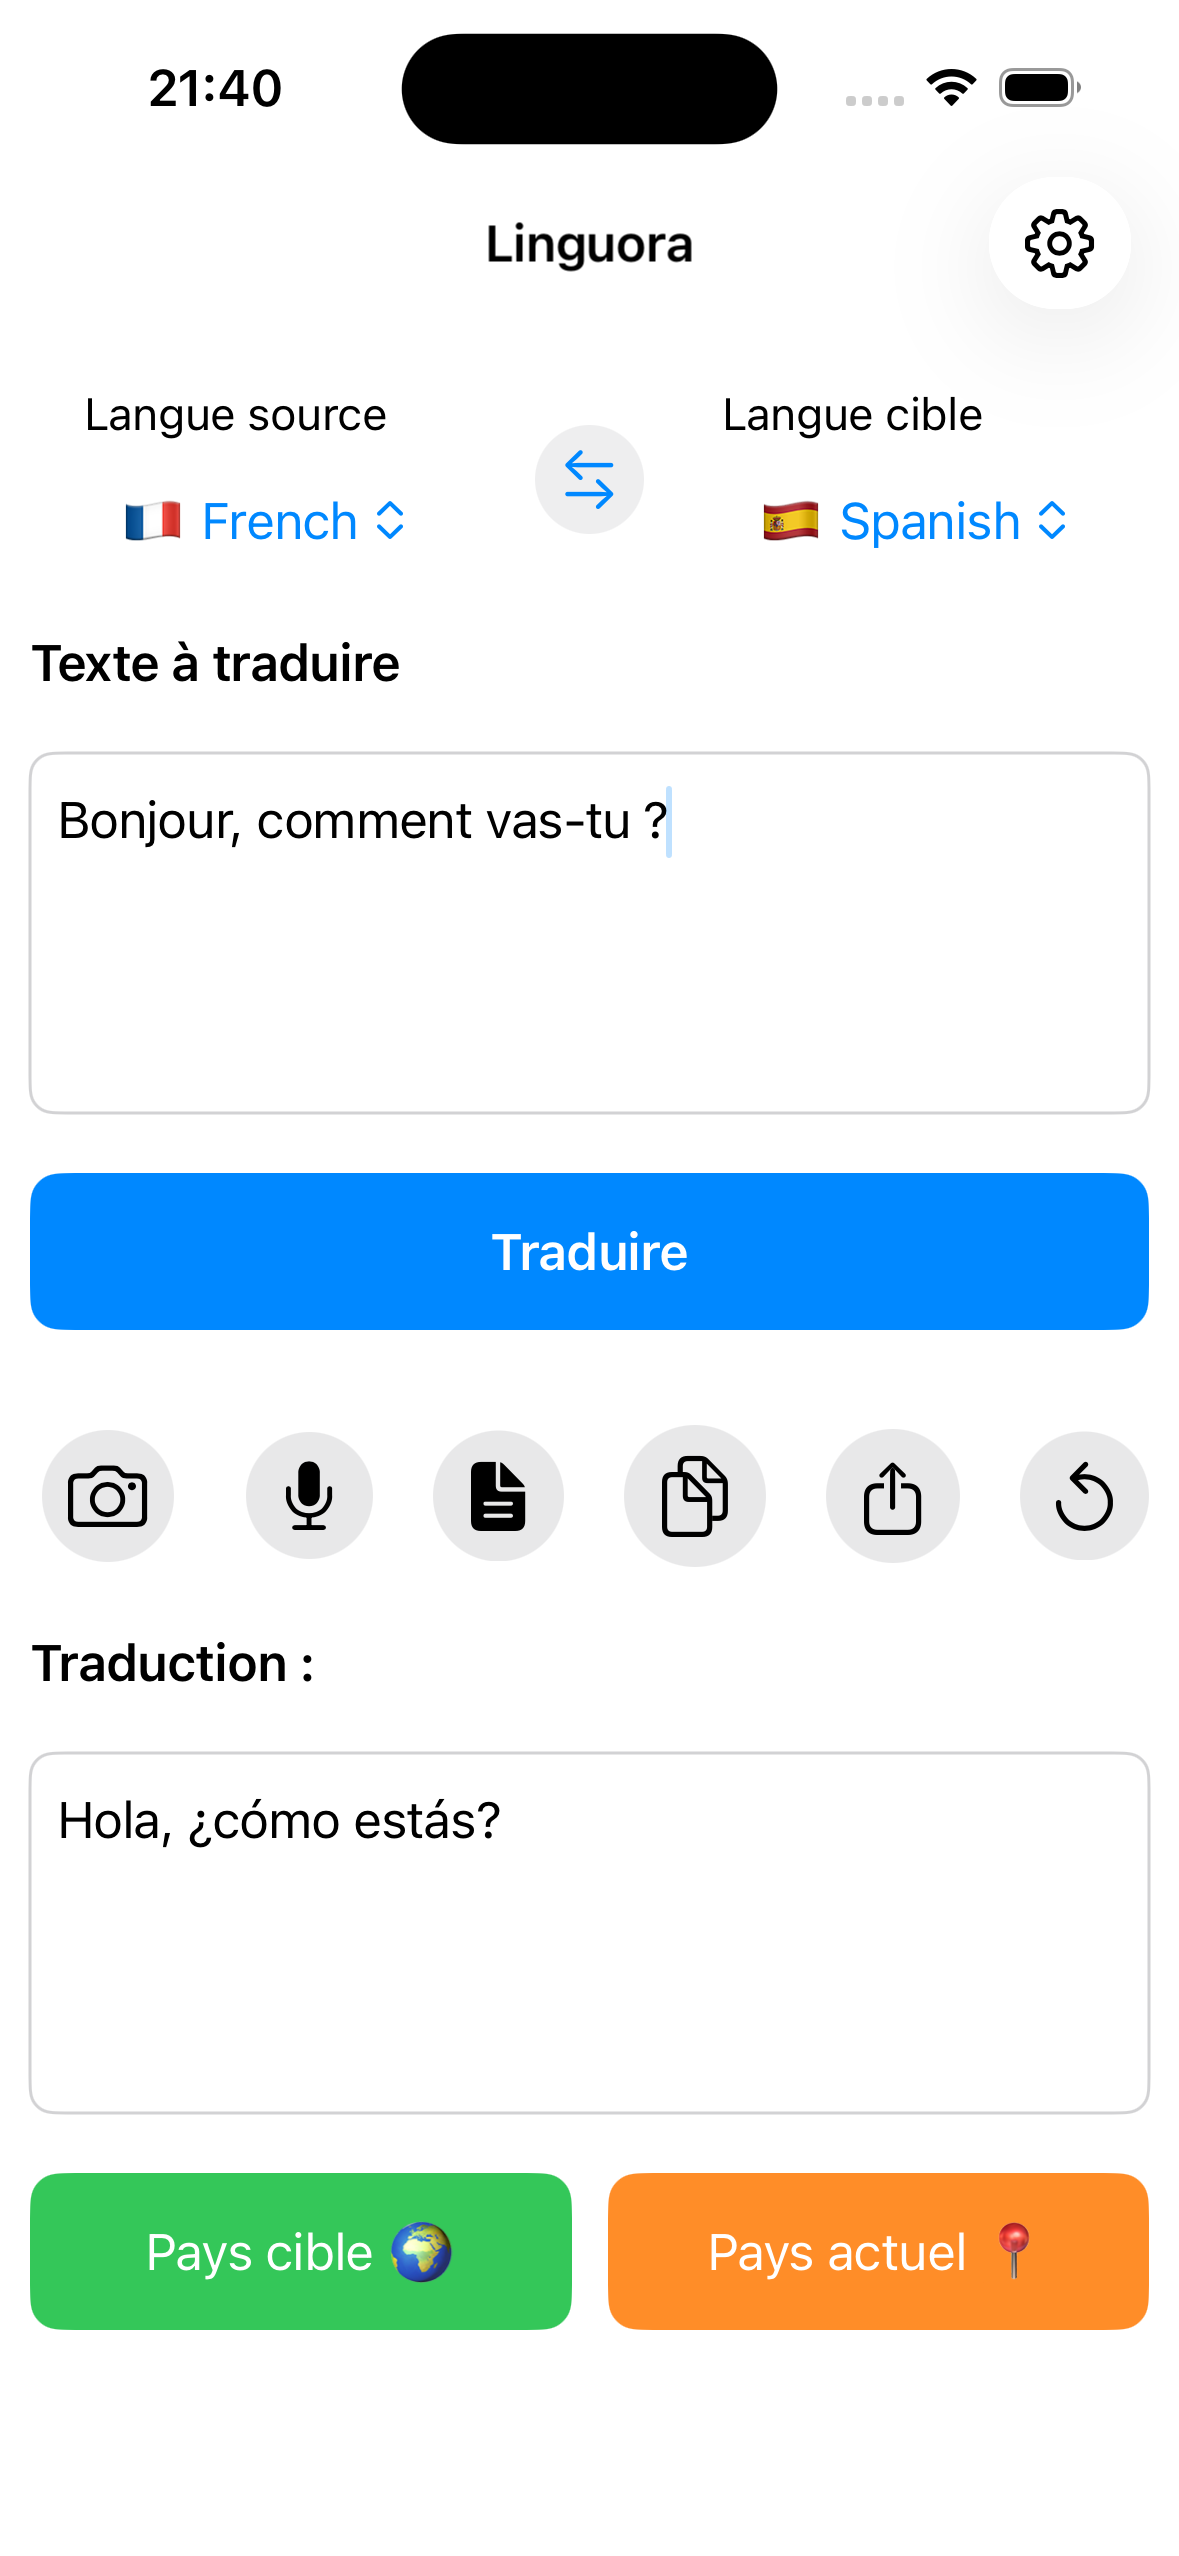 21:40
Linguora
Langue source
Langue cible
French
Spanish
Texte à traduire
Bonjour, comment vas-tu ?
Traduire
Traduction :
Hola, ¿cómo estás?
Pays cible 🌍
Pays actuel 📍